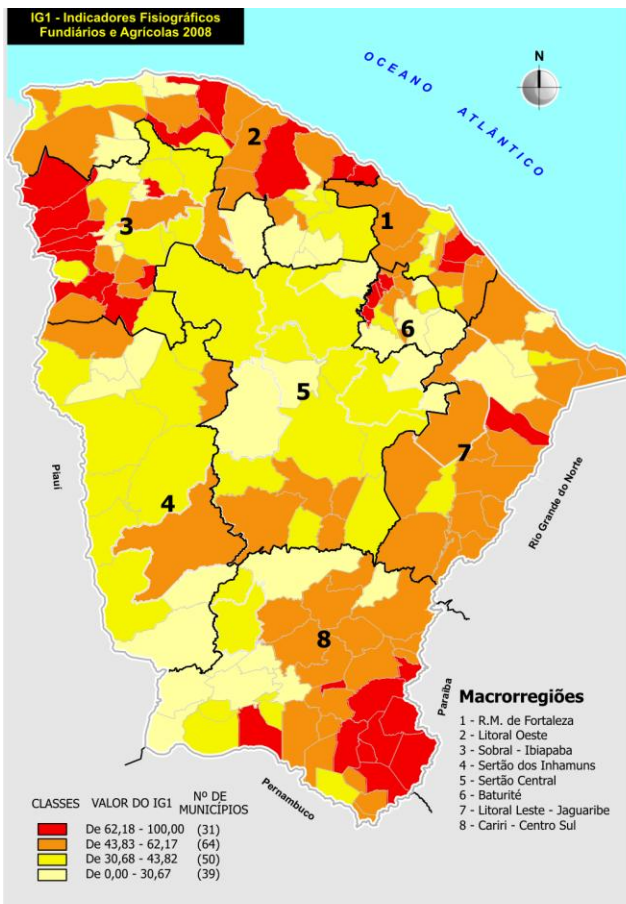 IG1 - Indicadores Fisiográficos
Fundiários e Agrícolas 2008
OCEANO ATLÂNTICO
N
2
1
3
6
5
7
4
8
Piauí
Rio Grande do Norte
Paraíba
Pernambuco
Macrorregiões
1 - R.M. de Fortaleza
2 - Litoral Oeste
3 - Sobral - Ibiapaba
4 - Sertão dos Inhamuns
5 - Sertão Central
6 - Baturité
7 - Litoral Leste - Jaguaribe
8 - Cariri - Centro Sul
CLASSES VALOR DO IG1 Nº DE MUNICÍPIOS
De 62,18 - 100,00 (31)
De 43,83 - 62,17 (64)
De 30,68 - 43,82 (50)
De 0,00 - 30,67 (39)